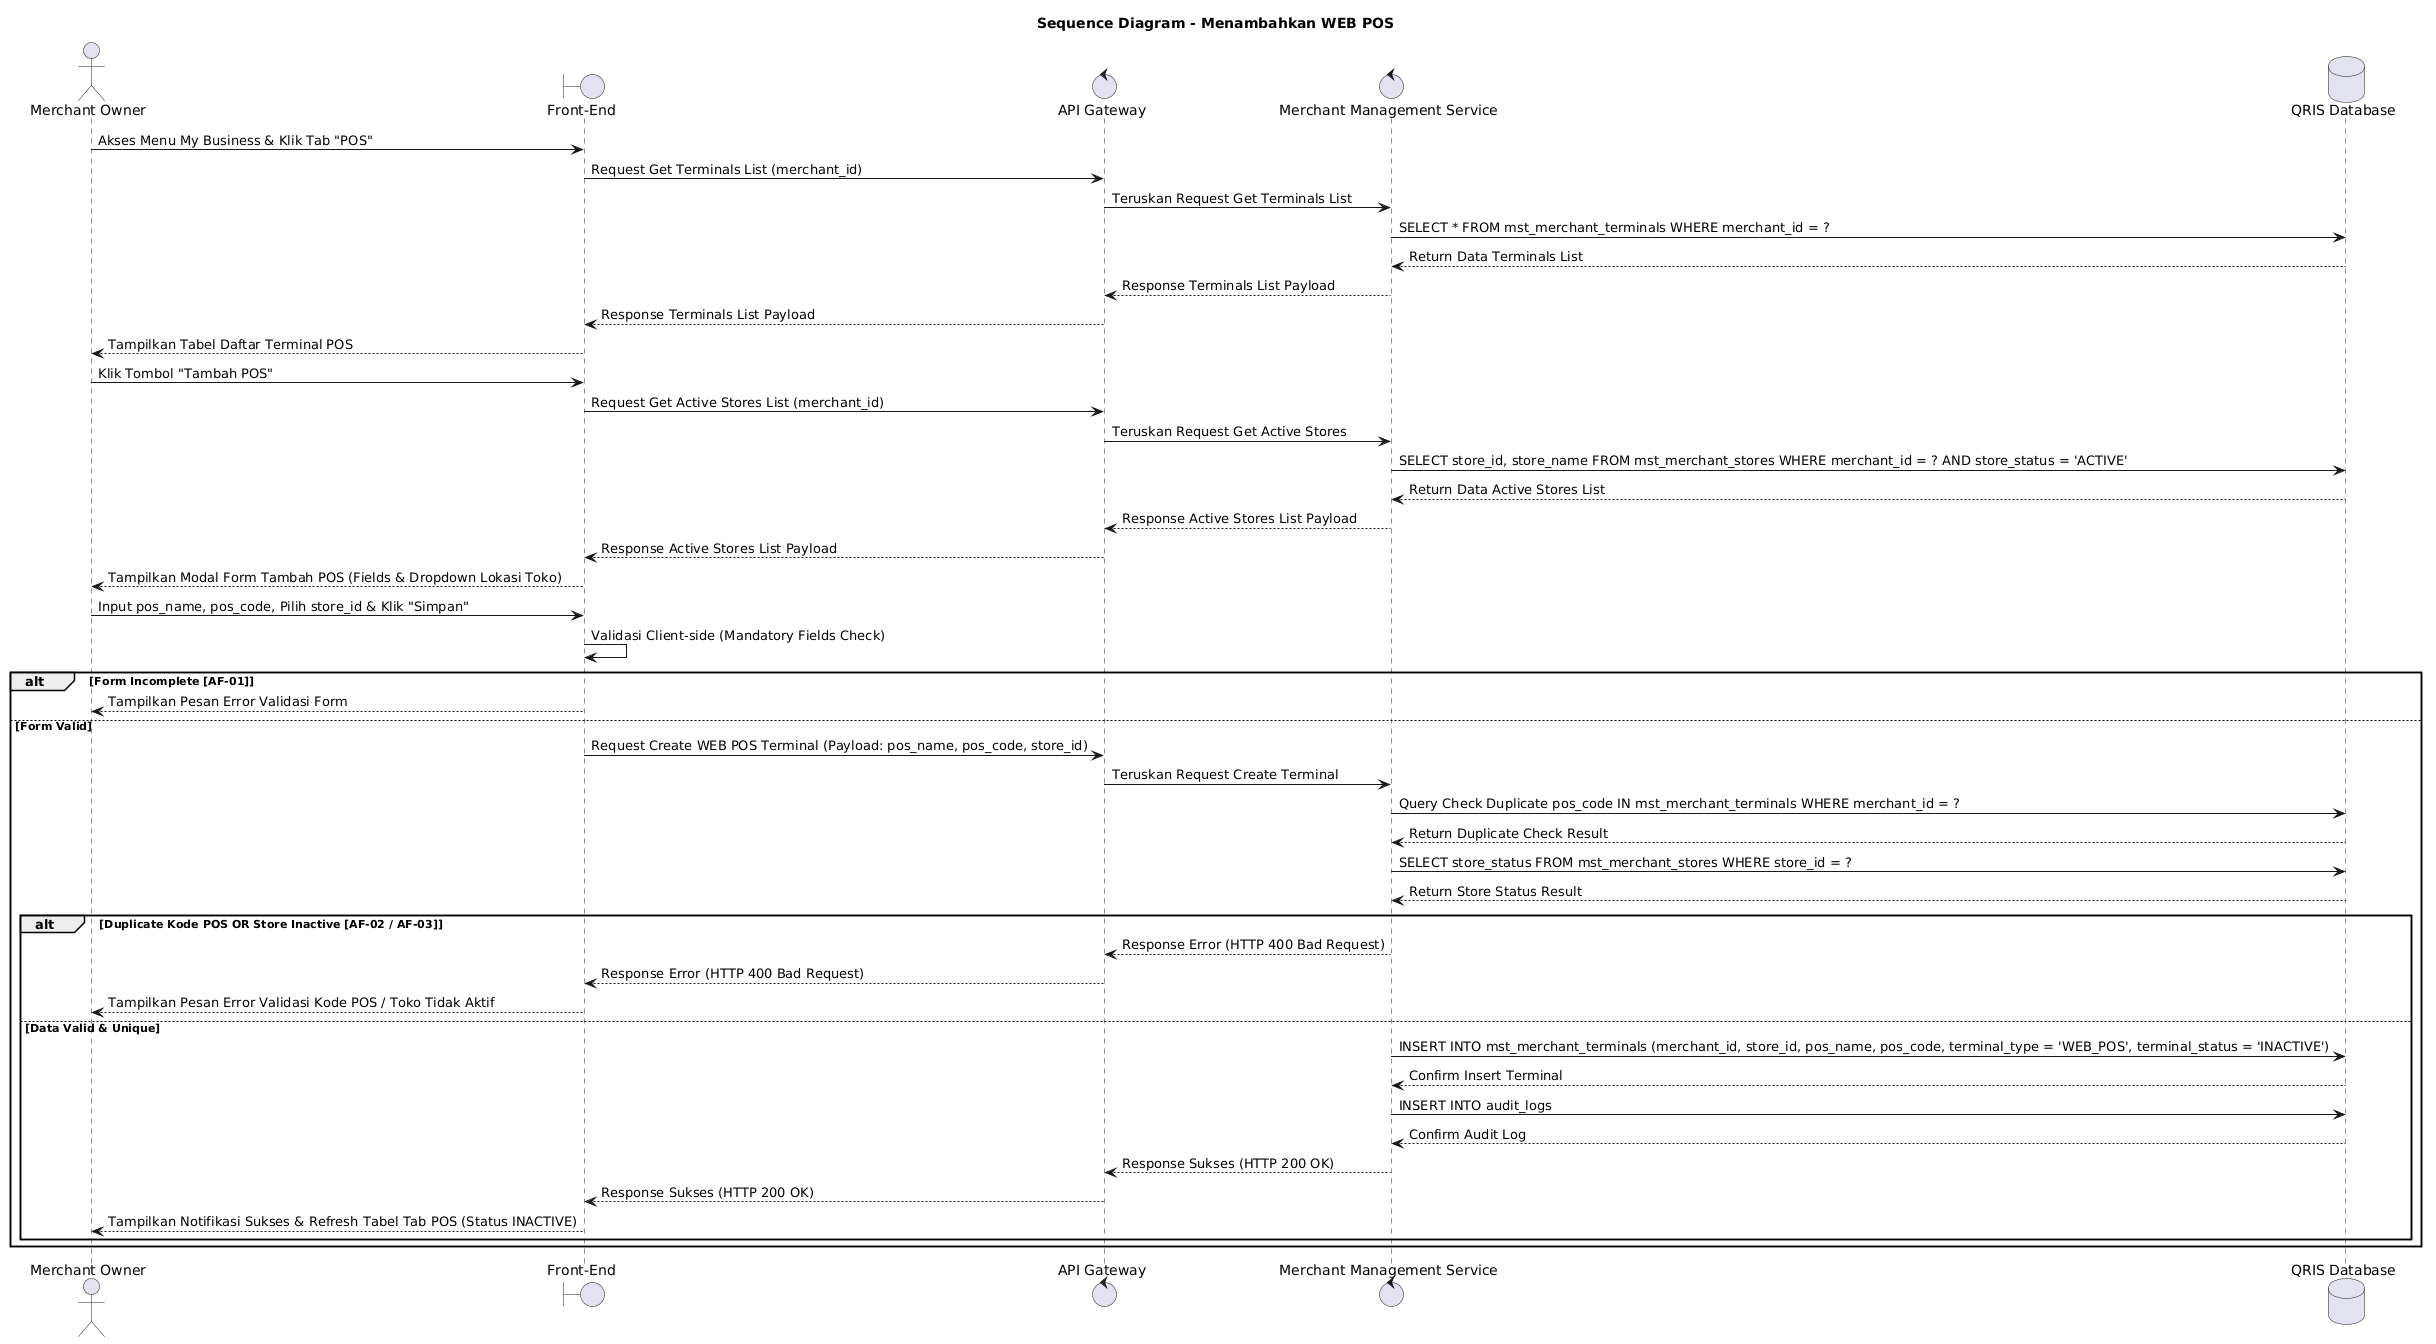 Sequence Diagram - Menambahkan WEB POS
Merchant Owner
Front-End
API Gateway
Merchant Management Service
QRIS Database
Akses Menu My Business & Klik Tab "POS"
Request Get Terminals List (merchant_id)
Teruskan Request Get Terminals List
SELECT * FROM mst_merchant_terminals WHERE merchant_id = ?
Return Data Terminals List
Response Terminals List Payload
Response Terminals List Payload
Tampilkan Tabel Daftar Terminal POS
Klik Tombol "Tambah POS"
Request Get Active Stores List (merchant_id)
Teruskan Request Get Active Stores
SELECT store_id, store_name FROM mst_merchant_stores WHERE merchant_id = ? AND store_status = 'ACTIVE'
Return Data Active Stores List
Response Active Stores List Payload
Response Active Stores List Payload
Tampilkan Modal Form Tambah POS (Fields & Dropdown Lokasi Toko)
Input pos_name, pos_code, Pilih store_id & Klik "Simpan"
Validasi Client-side (Mandatory Fields Check)
alt [Form Incomplete [AF-01]]
Tampilkan Pesan Error Validasi Form
[Form Valid]
Request Create WEB POS Terminal (Payload: pos_name, pos_code, store_id)
Teruskan Request Create Terminal
Query Check Duplicate pos_code IN mst_merchant_terminals WHERE merchant_id = ?
Return Duplicate Check Result
SELECT store_status FROM mst_merchant_stores WHERE store_id = ?
Return Store Status Result
alt [Duplicate Kode POS OR Store Inactive [AF-02 / AF-03]]
Response Error (HTTP 400 Bad Request)
Response Error (HTTP 400 Bad Request)
Tampilkan Pesan Error Validasi Kode POS / Toko Tidak Aktif
[Data Valid & Unique]
INSERT INTO mst_merchant_terminals (merchant_id, store_id, pos_name, pos_code, terminal_type = 'WEB_POS', terminal_status = 'INACTIVE')
Confirm Insert Terminal
INSERT INTO audit_logs
Confirm Audit Log
Response Sukses (HTTP 200 OK)
Response Sukses (HTTP 200 OK)
Tampilkan Notifikasi Sukses & Refresh Tabel Tab POS (Status INACTIVE)
Merchant Owner
Front-End
API Gateway
Merchant Management Service
QRIS Database